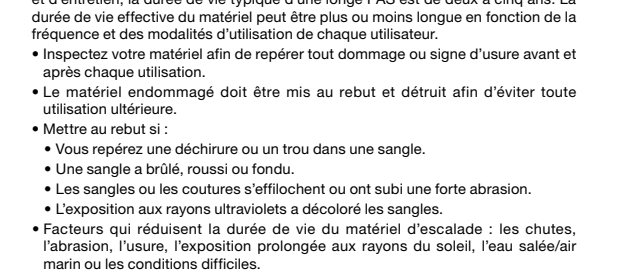 et d'entretien, la durée de vie typique d'une longe PAS est de deux à cinq ans. La
durée de vie effective du matériel peut être plus ou moins longue en fonction de la
fréquence et des modalités d'utilisation de chaque utilisateur.
• Inspectez votre matériel afin de repérer tout dommage ou signe d'usure avant et
après chaque utilisation.
• Le matériel endommagé doit être mis au rebut et détruit afin d'éviter toute
utilisation ultérieure.
• Mettre au rebut si :
• Vous repérez une déchirure ou un trou dans une sangle.
• Une sangle a brûlé, roussi ou fondu.
• Les sangles ou les coutures s'effilochent ou ont subi une forte abrasion.
• L'exposition aux rayons ultraviolets a décoloré les sangles.
• Facteurs qui réduisent la durée de vie du matériel d'escalade : les chutes,
l'abrasion, l'usure, l'exposition prolongée aux rayons du soleil, l'eau salée/air
marin ou les conditions difficiles.